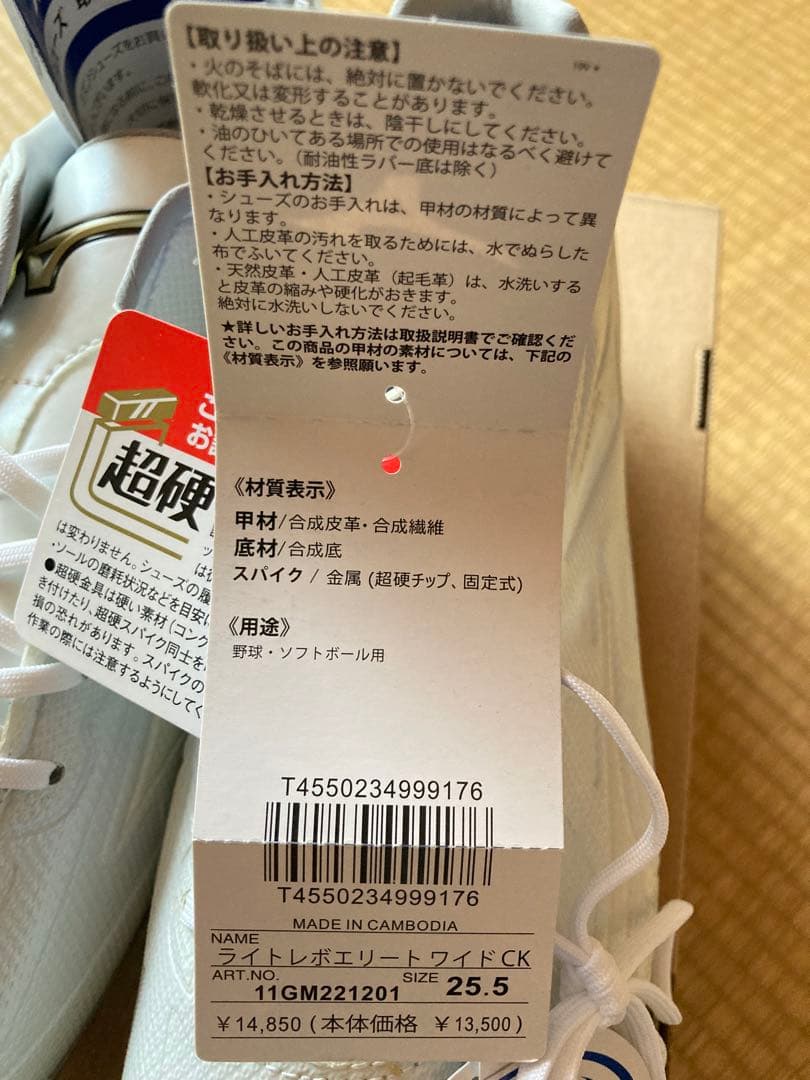 【取り扱い上の注意】
・火のそばには、絶対に置かないでください。
軟化又は変形することがあります。
・乾燥させるときは、陰干しにしてください。
・油のひいてある場所での使用はなるべく避けて
ください。（耐油性ラバー底は除く）
【お手入れ方法】
・シューズのお手入れは、甲材の材質によって異
なります。
・人工皮革の汚れを取るためには、水でぬらした
布でふいてください。
・天然皮革・人工皮革（起毛革）は、水洗いする
と皮革の縮みや硬化がおきます。
絶対に水洗いしないでください。
★詳しいお手入れ方法は取扱説明書でご確認くだ
さい。この商品の甲材の素材については、下記の
《材質表示》を参照願います。
《材質表示》
甲材/合成皮革・合成繊維
底材/合成底
スパイク / 金属 (超硬チップ、固定式)
《用途》
野球・ソフトボール用
T4550234999176
T4550234999176
MADE IN CAMBODIA
NAME
ライトレボエリート ワイド CK
ART.NO.
11GM221201
SIZE
25.5
￥14,850 (本体価格 ￥13,500)
超硬
は変わりません。シューズの履
・ソールの磨耗状況などを目安に
●超硬金具は硬い素材（コンク
き付けたり、超硬スパイク同士を
損の恐れがあります。スパイクの
作業の際には注意するようにしてく